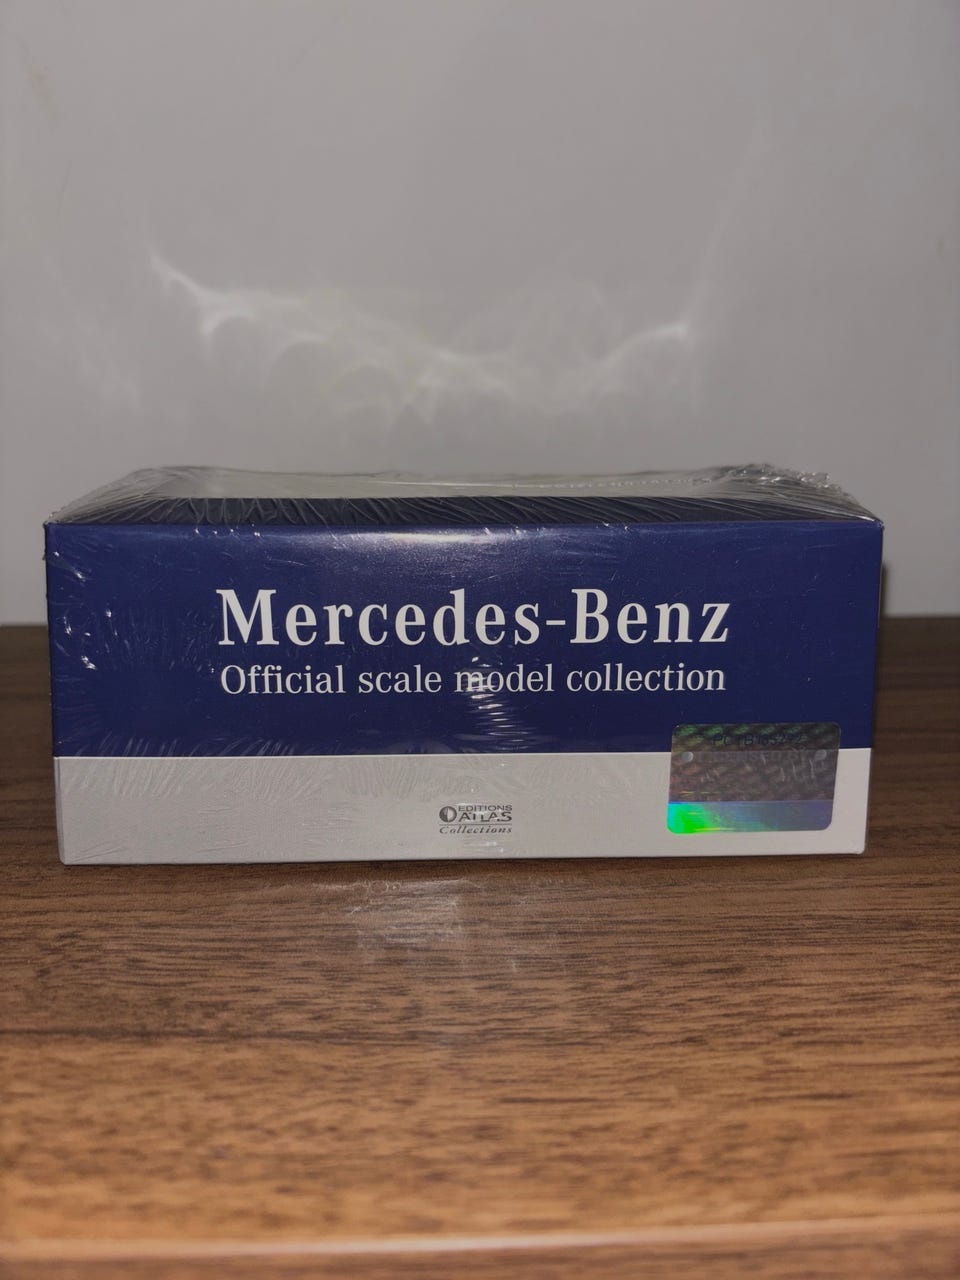 Mercedes-Benz
Official scale model collection
EDITIONS
ATLAS
Collections